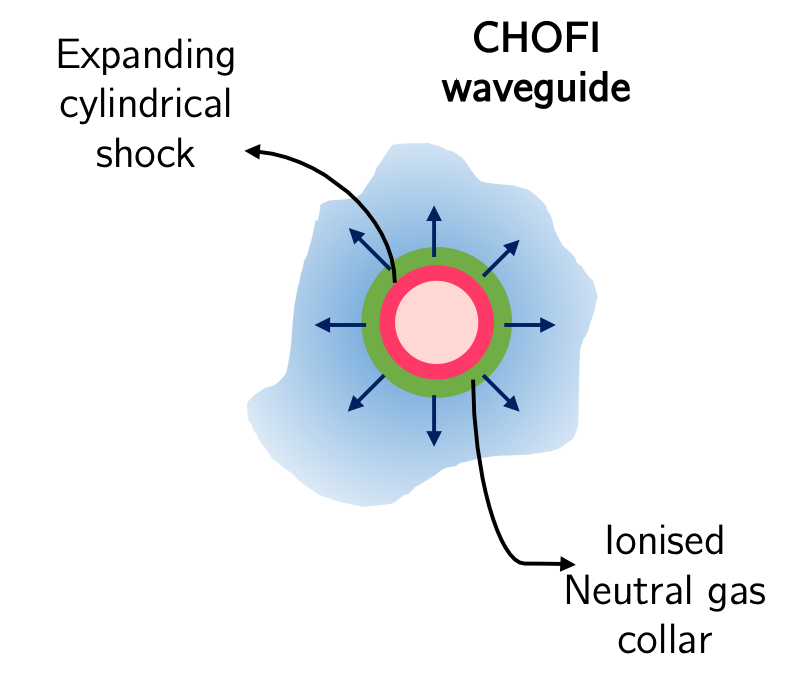 CHOFI
waveguide
Expanding
cylindrical
shock
Ionised
Neutral gas
collar